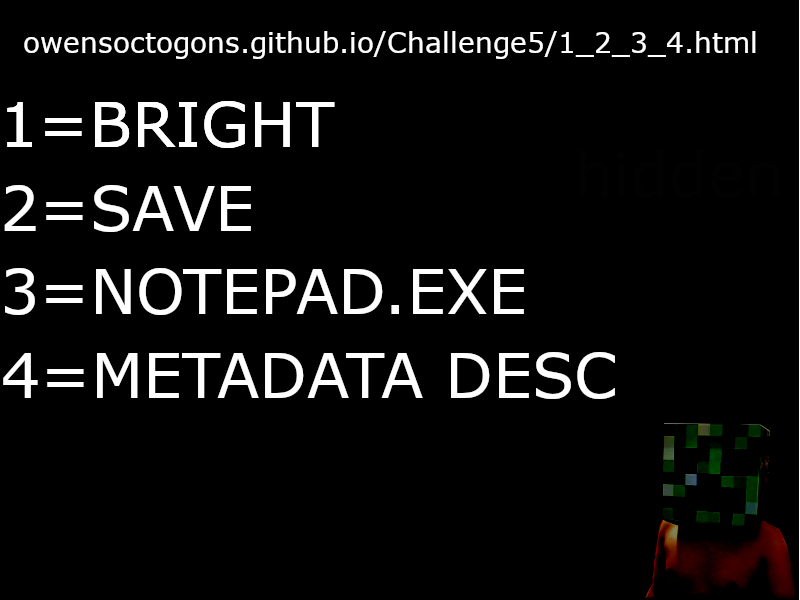 owensoctogons.github.io/Challenge5/1_2_3_4.html
1=BRIGHT
hidden
2=SAVE
3=NOTEPAD.EXE
4=METADATA DESC